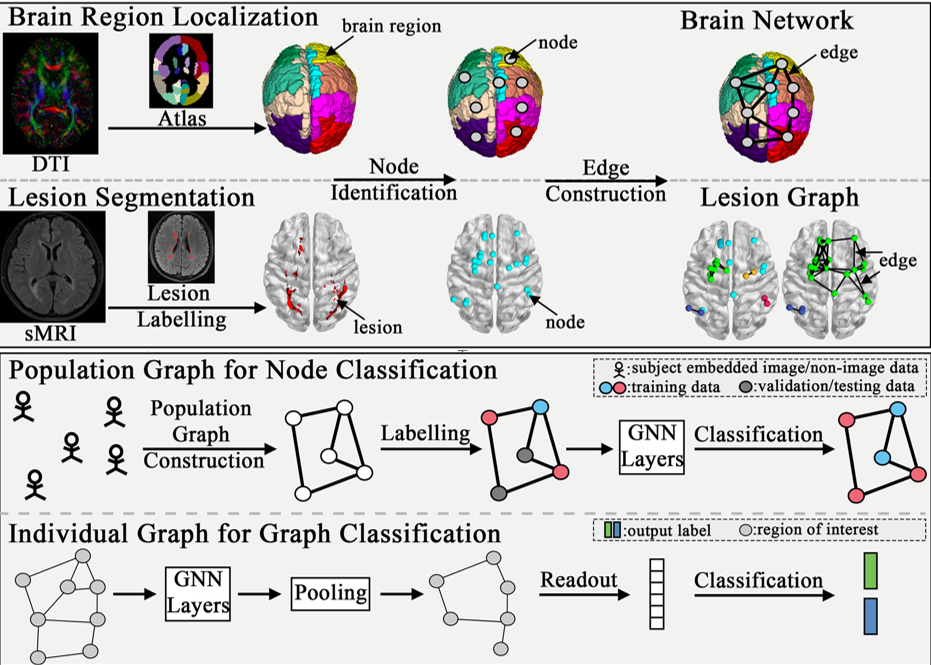 Brain Region Localization
brain region
Brain Network
node
edge
Atlas
DTI
Node
Identification
Edge
Construction
Lesion Segmentation
Lesion Graph
Lesion
Labelling
sMRI
lesion
node
edge
Population Graph for Node Classification
:subject embedded image/non-image data
:training data
:validation/testing data
Population
Graph
Construction
Labelling
GNN
Layers
Classification
Individual Graph for Graph Classification
:output label
:region of interest
GNN
Layers
Pooling
Readout
Classification